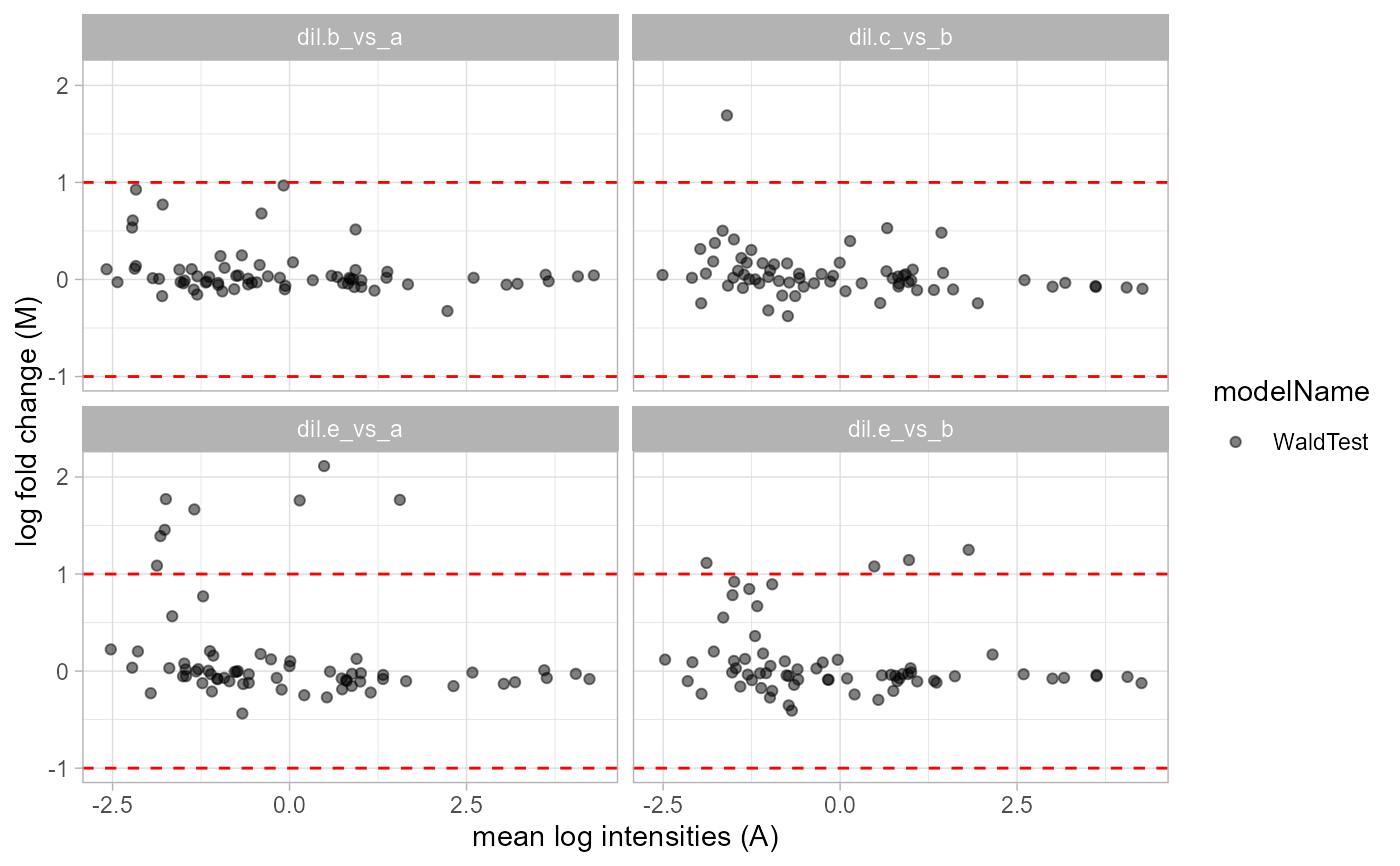 dil.b_vs_a
dil.c_vs_b
2
1
0
-1
dil.e_vs_a
dil.e_vs_b
2
1
0
-1
-2.5
0.0
2.5
-2.5
0.0
2.5
mean log intensities (A)
log fold change (M)
modelName
WaldTest